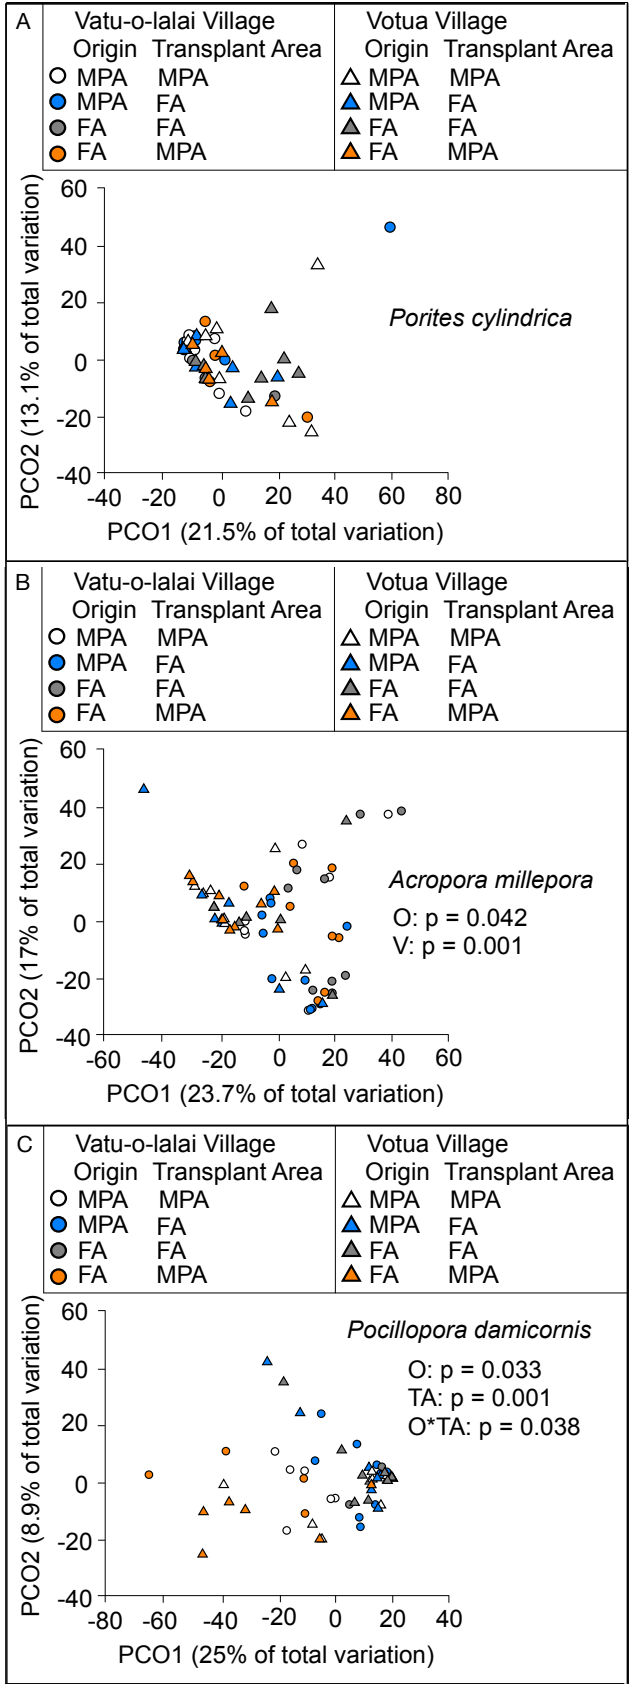 A
Vatu-o-lalai Village
Origin Transplant Area
MPA MPA
MPA FA
FA FA
FA MPA
Votua Village
Origin Transplant Area
MPA MPA
MPA FA
FA FA
FA MPA
PCO2 (13.1% of total variation)
60
40
20
0
-20
-40
Porites cylindrica
-40 -20 0 20 40 60 80
PCO1 (21.5% of total variation)
B
Vatu-o-lalai Village
Origin Transplant Area
MPA MPA
MPA FA
FA FA
FA MPA
Votua Village
Origin Transplant Area
MPA MPA
MPA FA
FA FA
FA MPA
PCO2 (17% of total variation)
60
40
20
0
-20
-40
Acropora millepora
O: p = 0.042
V: p = 0.001
-60 -40 -20 0 20 40 60
PCO1 (23.7% of total variation)
C
Vatu-o-lalai Village
Origin Transplant Area
MPA MPA
MPA FA
FA FA
FA MPA
Votua Village
Origin Transplant Area
MPA MPA
MPA FA
FA FA
FA MPA
PCO2 (8.9% of total variation)
60
40
20
0
-20
-40
Pocillopora damicornis
O: p = 0.033
TA: p = 0.001
O*TA: p = 0.038
-80 -60 -40 -20 0 20 40
PCO1 (25% of total variation)